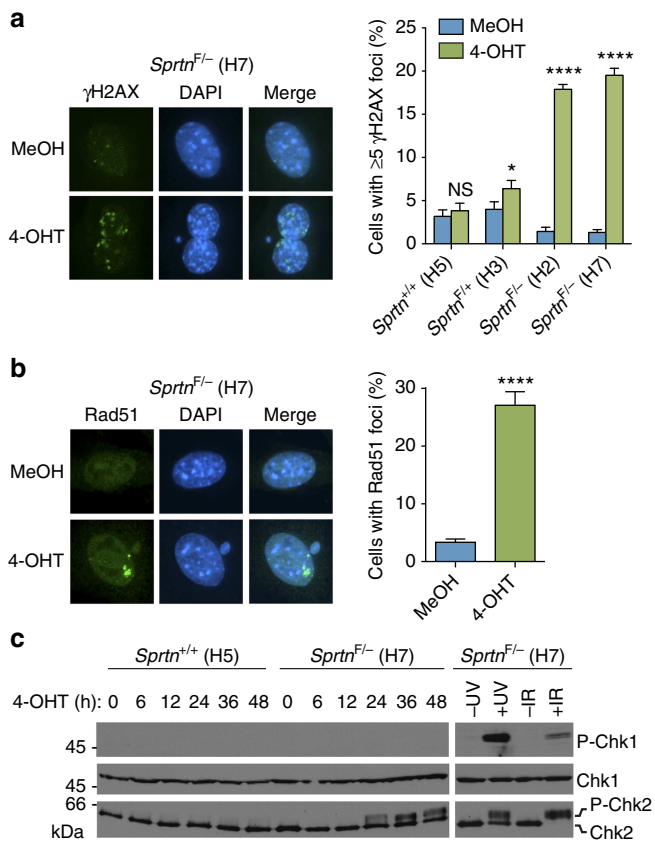 a
Sprtn^F/– (H7)
γH2AX DAPI Merge
MeOH
4-OHT
MeOH
4-OHT
Cells with ≥5 γH2AX foci (%)
25
20
15
10
5
0
NS
*
****
****
Sprtn^+/+ (H5)
Sprtn^F/+ (H3)
Sprtn^F/– (H2)
Sprtn^F/– (H7)
b
Sprtn^F/– (H7)
Rad51 DAPI Merge
MeOH
4-OHT
Cells with Rad51 foci (%)
30
20
10
0
****
MeOH
4-OHT
c
Sprtn^+/+ (H5) Sprtn^F/– (H7) Sprtn^F/– (H7)
4-OHT (h): 0 6 12 24 36 48 0 6 12 24 36 48 –UV +UV –IR +IR
45 P-Chk1
45 Chk1
66 P-Chk2
kDa Chk2